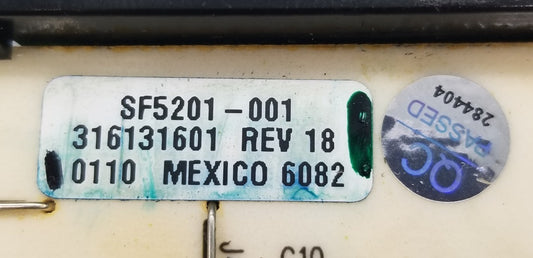 SF5201-001
316131601 REV 18
0110 MEXICO 6082
QC
PASSED
284404
C10